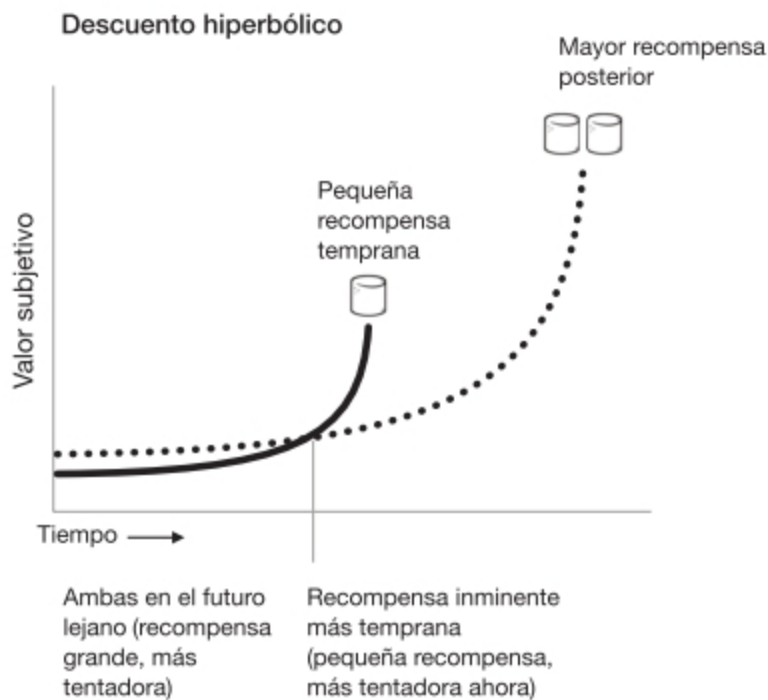 Descuento hiperbólico
Mayor recompensa
posterior
Pequeña
recompensa
temprana
Valor subjetivo
Tiempo
Ambas en el futuro
lejano (recompensa
grande, más
tentadora)
Recompensa inminente
más temprana
(pequeña recompensa,
más tentadora ahora)